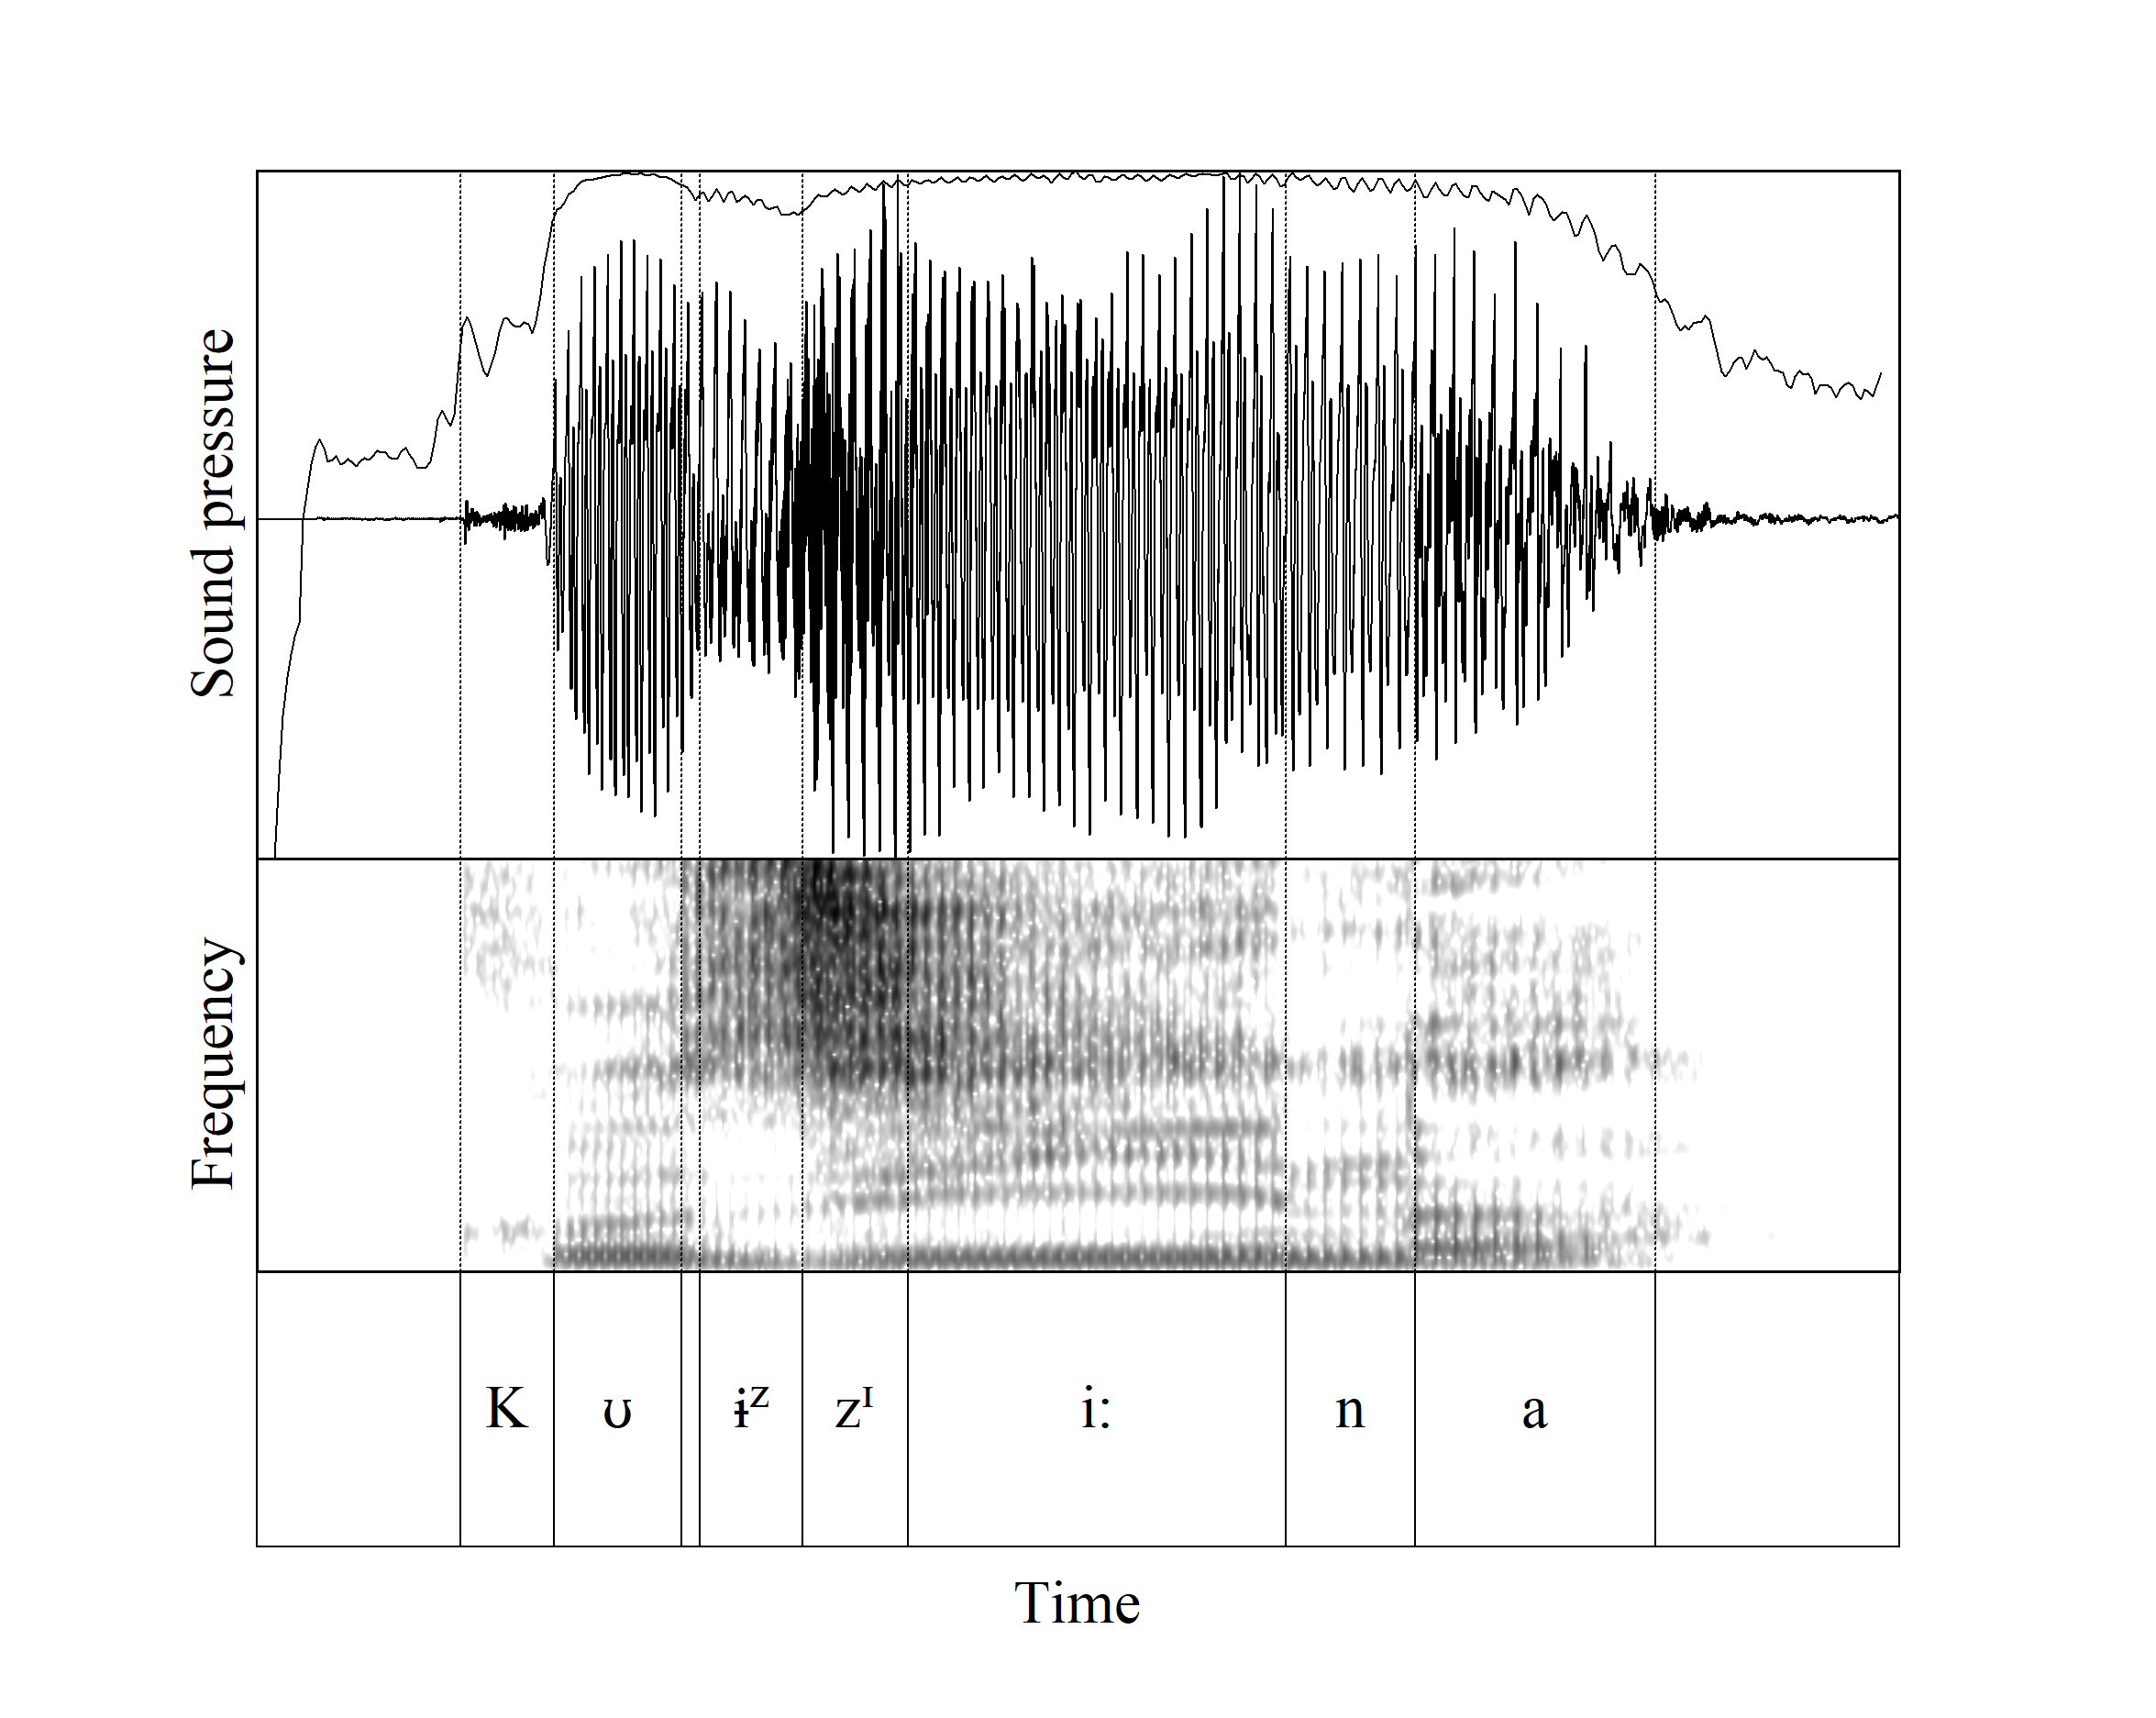 Sound pressure
Frequency
K ʊ ɨᶻ zᴵ i: n a
Time